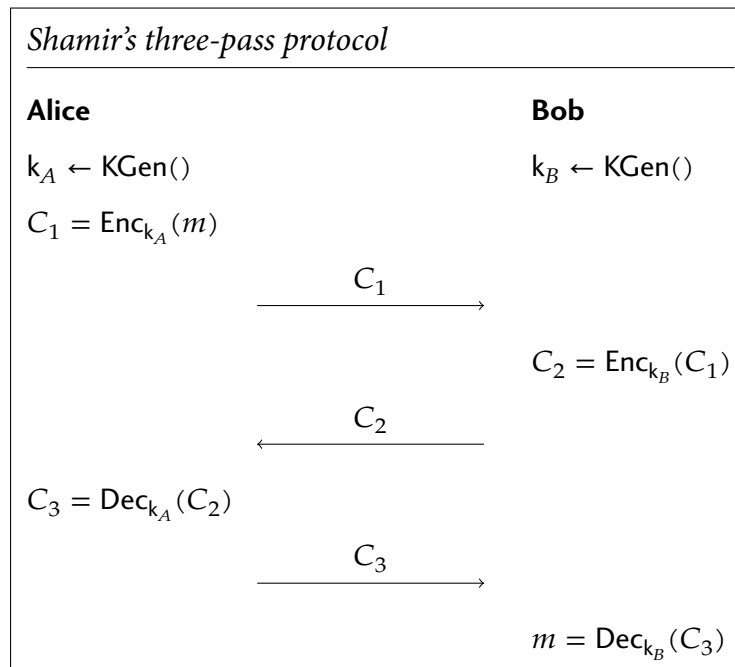 Shamir's three-pass protocol
Alice Bob
k_A ← KGen() k_B ← KGen()
C_1 = Enc_{k_A}(m)
C_1
C_2 = Enc_{k_B}(C_1)
C_2
C_3 = Dec_{k_A}(C_2)
C_3
m = Dec_{k_B}(C_3)